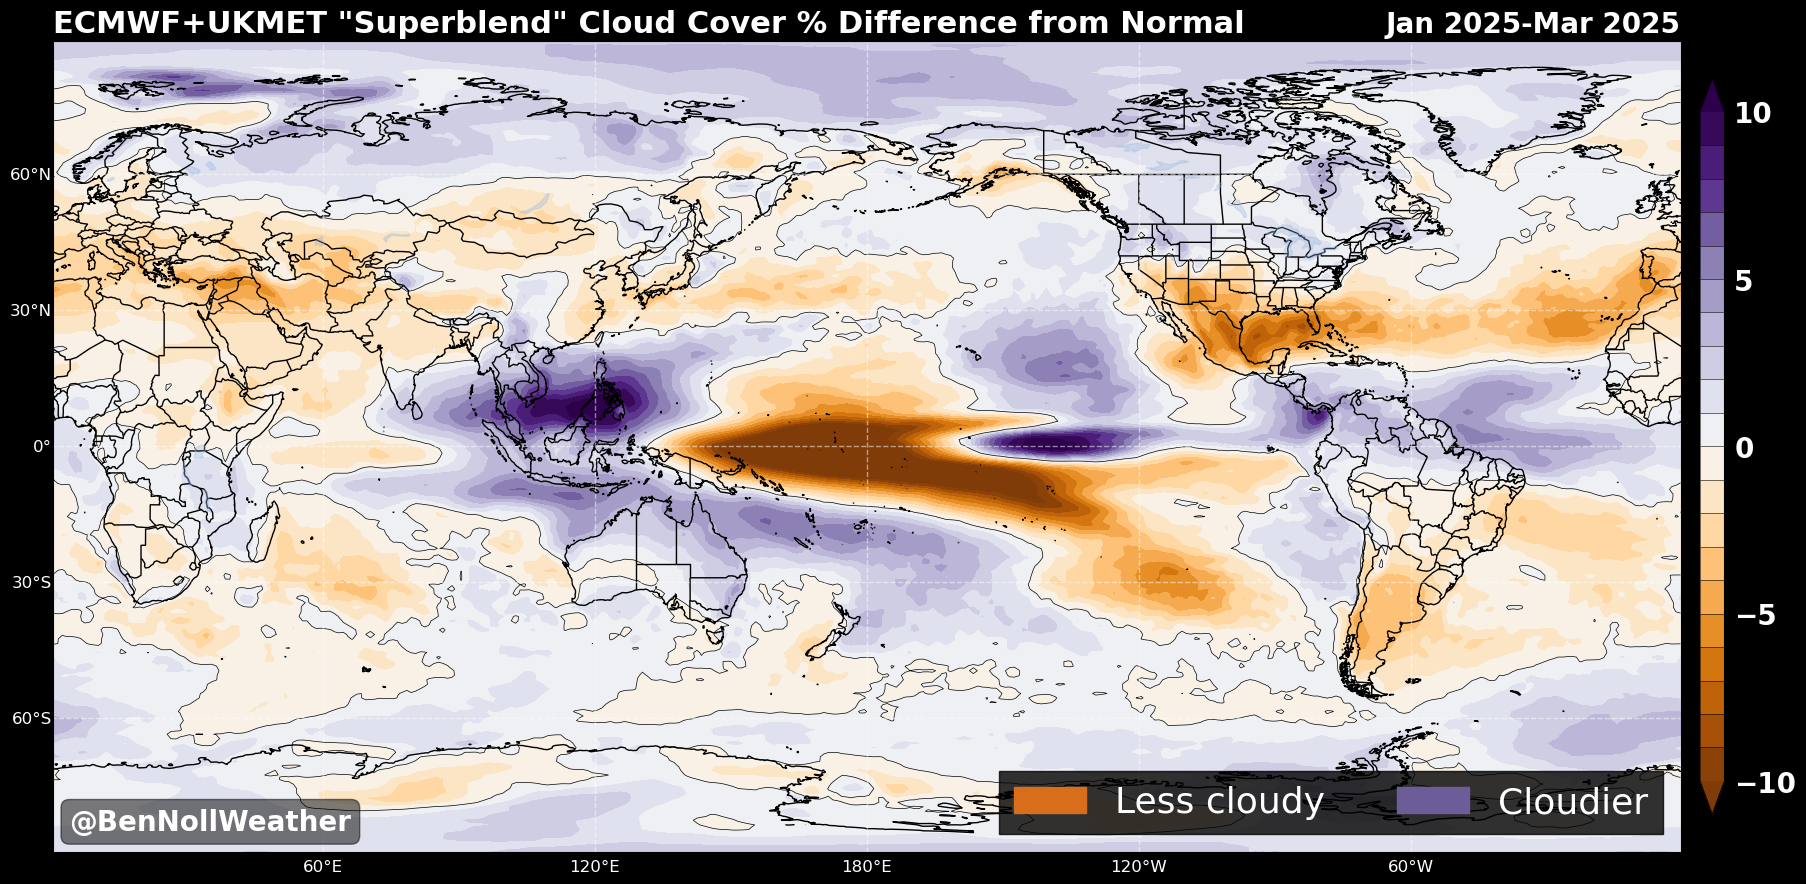 ECMWF+UKMET "Superblend" Cloud Cover % Difference from Normal
Jan 2025-Mar 2025
10
5
0
−5
−10
60°N
30°N
0°
30°S
60°S
60°E
120°E
180°E
120°W
60°W
Less cloudy
Cloudier
@BenNollWeather